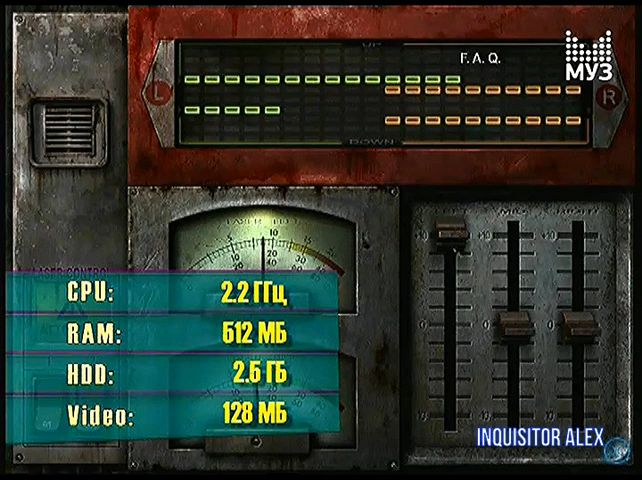 UP
F.A.Q.
МУЗ
L
R
DOWN
CPU: 2.2 ГГц
RAM: 512 МБ
HDD: 2.5 ГБ
Video: 128 МБ
INQUISITOR ALEX